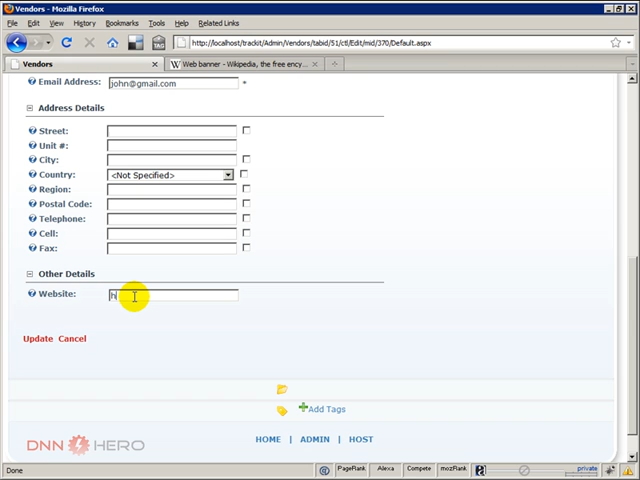 Vendors - Mozilla Firefox
File Edit View History Bookmarks Tools Help Related Links
TAG http://localhost/trackit/Admin/Vendors/tabid/51/ctl/Edit/mid/370/Default.aspx
Vendors Web banner - Wikipedia, the free ency...
Email Address: john@gmail.com *
Address Details
Street:
Unit #:
City:
Country: <Not Specified>
Region:
Postal Code:
Telephone:
Cell:
Fax:
Other Details
Website: h
Update Cancel
Add Tags
HOME | ADMIN | HOST
DNN HERO
Done PageRank Alexa Compete mozRank private